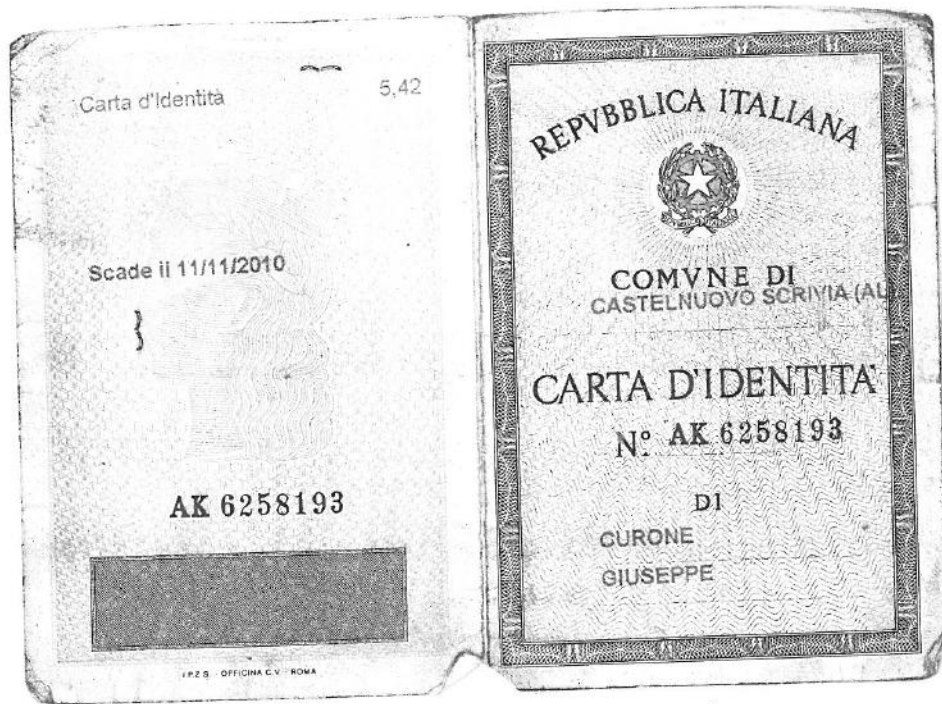 Carta d'Identità 5,42
Scade il 11/11/2010
AK 6258193
I.P.Z.S. - OFFICINA C.V. - ROMA
REPVBBLICA ITALIANA
COMVNE DI
CASTELNUOVO SCRIVIA (AL
CARTA D'IDENTITA'
Nº AK 6258193
DI
CURONE
GIUSEPPE